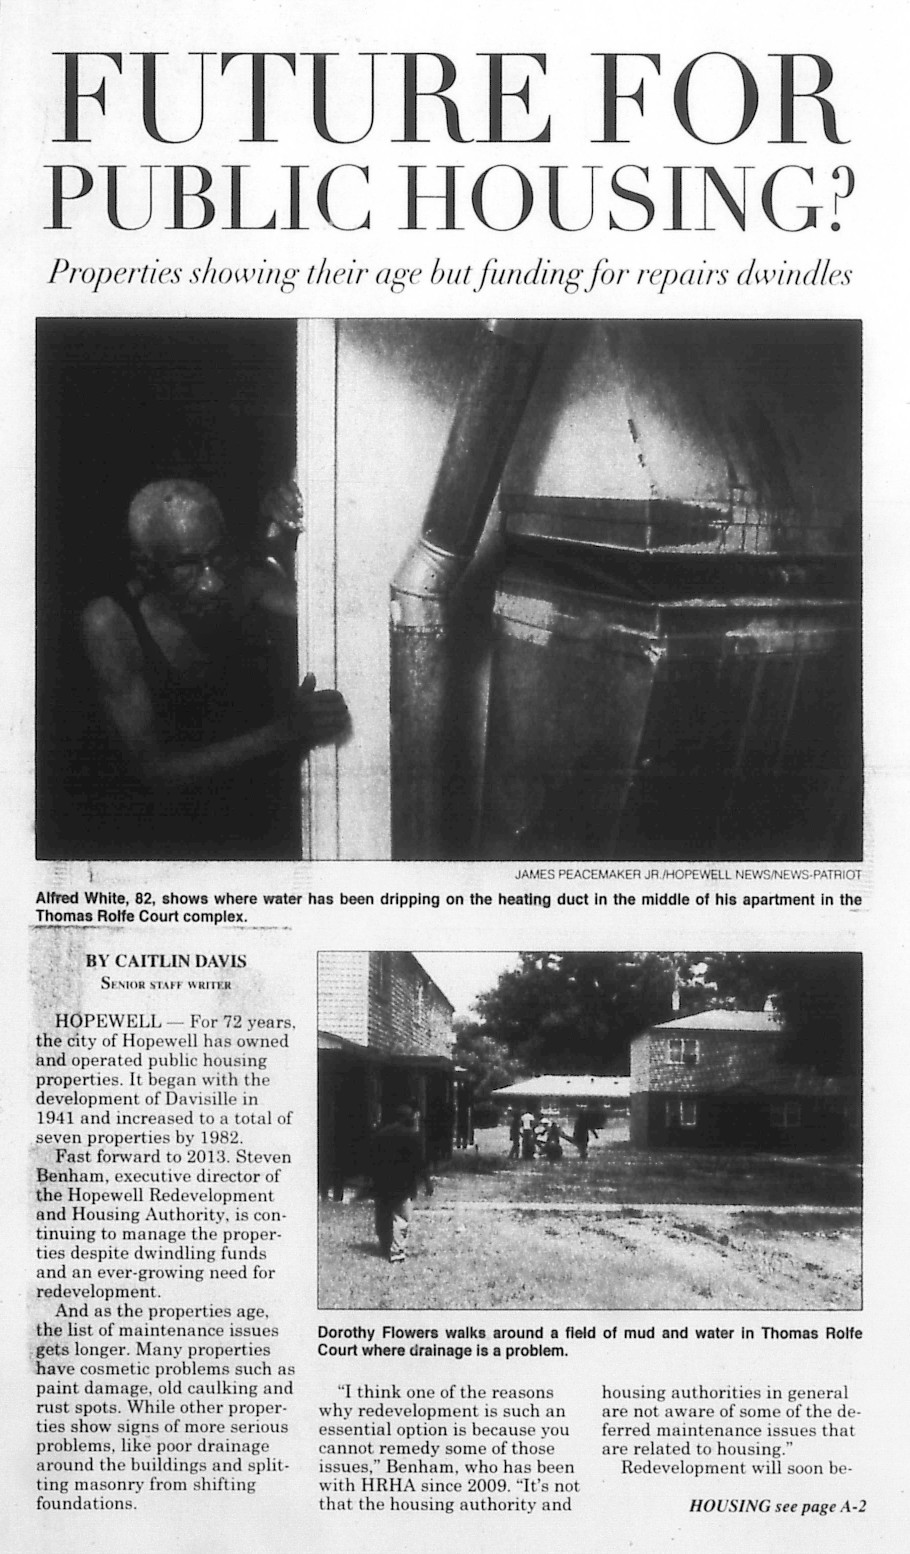 FUTURE FOR
PUBLIC HOUSING?
Properties showing their age but funding for repairs dwindles
JAMES PEACEMAKER JR./HOPEWELL NEWS/NEWS-PATRIOT
Alfred White, 82, shows where water has been dripping on the heating duct in the middle of his apartment in the
Thomas Rolfe Court complex.
BY CAITLIN DAVIS
SENIOR STAFF WRITER
HOPEWELL — For 72 years,
the city of Hopewell has owned
and operated public housing
properties. It began with the
development of Davisille in
1941 and increased to a total of
seven properties by 1982.
Fast forward to 2013. Steven
Benham, executive director of
the Hopewell Redevelopment
and Housing Authority, is con-
tinuing to manage the proper-
ties despite dwindling funds
and an ever-growing need for
redevelopment.
And as the properties age,
the list of maintenance issues
gets longer. Many properties
have cosmetic problems such as
paint damage, old caulking and
rust spots. While other proper-
ties show signs of more serious
problems, like poor drainage
around the buildings and split-
ting masonry from shifting
foundations.
Dorothy Flowers walks around a field of mud and water in Thomas Rolfe
Court where drainage is a problem.
“I think one of the reasons
why redevelopment is such an
essential option is because you
cannot remedy some of those
issues,” Benham, who has been
with HRHA since 2009. “It’s not
that the housing authority and
housing authorities in general
are not aware of some of the de-
ferred maintenance issues that
are related to housing.”
Redevelopment will soon be-
HOUSING see page A-2